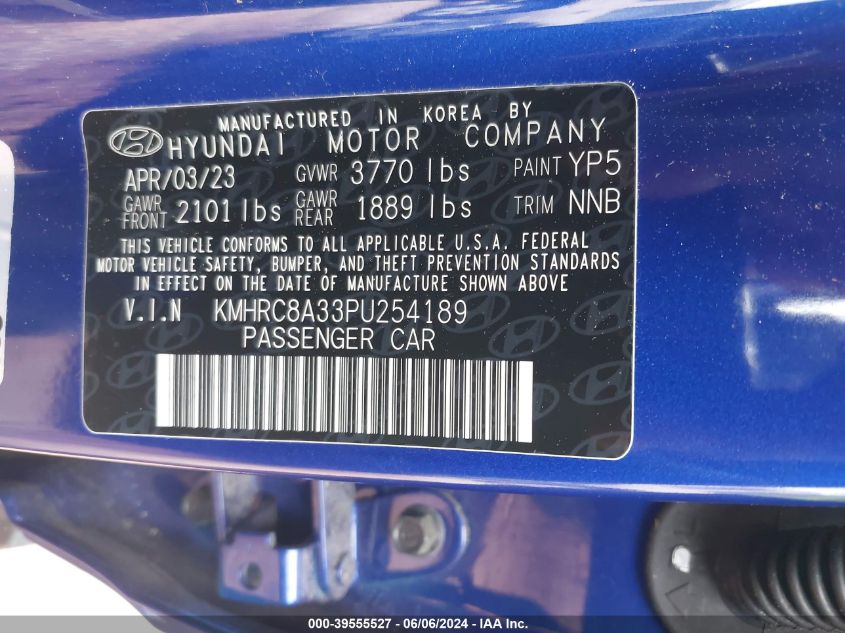 MANUFACTURED IN KOREA BY
HYUNDAI MOTOR COMPANY
APR/03/23 GVWR 3770 lbs PAINT YP5
GAWR FRONT 2101 lbs GAWR REAR 1889 lbs TRIM NNB
THIS VEHICLE CONFORMS TO ALL APPLICABLE U.S.A. FEDERAL
MOTOR VEHICLE SAFETY, BUMPER, AND THEFT PREVENTION STANDARDS
IN EFFECT ON THE DATE OF MANUFACTURE SHOWN ABOVE
V.I.N KMHRC8A33PU254189
PASSENGER CAR
000-39555527 - 06/06/2024 - IAA Inc.